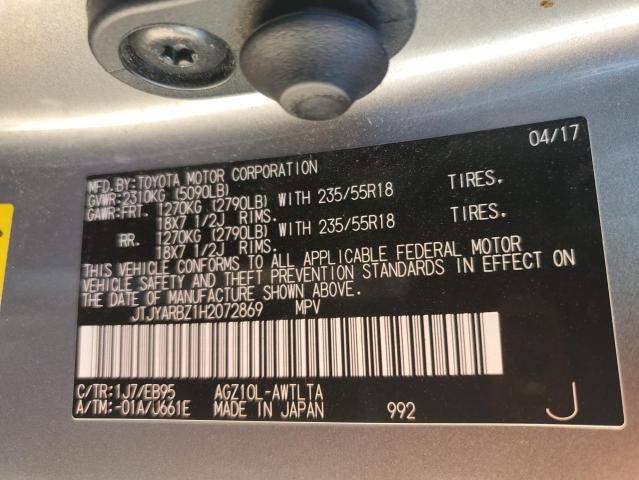 04/17
MFD.BY:TOYOTA MOTOR CORPORATION
GVWR:2310KG (5090LB)
GAWR:FRT. 1270KG (2790LB) WITH 235/55R18 TIRES.
18X7 1/2J RIMS.
RR. 1270KG (2790LB) WITH 235/55R18 TIRES.
18X7 1/2J RIMS.
THIS VEHICLE CONFORMS TO ALL APPLICABLE FEDERAL MOTOR
VEHICLE SAFETY AND THEFT PREVENTION STANDARDS IN EFFECT ON
THE DATE OF MANUFACTURE SHOWN ABOVE.
JTJYARBZ1H2072869 MPV
C/TR:1J7/EB95 AGZ10L-AWTLTA
A/TM:-01A/U661E MADE IN JAPAN 992 J